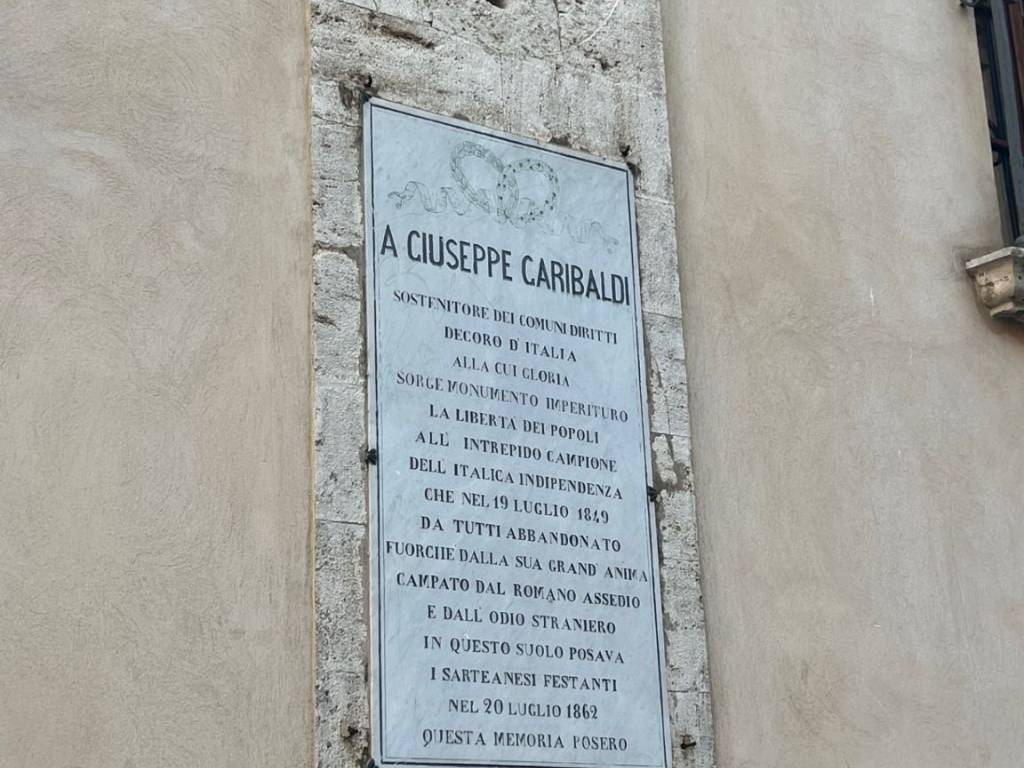 A GIUSEPPE GARIBALDI
SOSTENITORE DEI COMUNI DIRITTI
DECORO D'ITALIA
ALLA CUI GLORIA
SORGE MONUMENTO IMPERITURO
LA LIBERTA DEI POPOLI
ALL' INTREPIDO CAMPIONE
DELL'ITALICA INDIPENDENZA
CHE NEL 19 LUGLIO 1849
DA TUTTI ABBANDONATO
FUORCHE DALLA SUA GRAND' ANIMA
CAMPATO DAL ROMANO ASSEDIO
E DALL' ODIO STRANIERO
IN QUESTO SUOLO POSAVA
I SARTEANESI FESTANTI
NEL 20 LUGLIO 1862
QUESTA MEMORIA POSERO